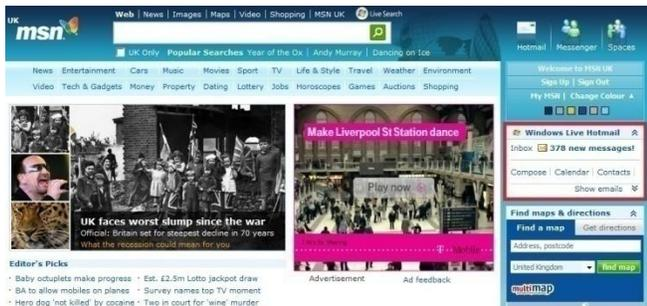 UK
msn
Web | News | Images | Maps | Video | Shopping | MSN UK Live Search
UK Only Popular Searches Year of the Ox | Andy Murray | Dancing on Ice
Hotmail Messenger Spaces
News Entertainment Cars Music Movies Sport TV Life & Style Travel Weather Environment
Video Tech & Gadgets Money Property Dating Lottery Jobs Horoscopes Games Auctions Shopping
Welcome to MSN UK
Sign Up | Sign Out
My MSN | Change Colour
Make Liverpool St Station dance
Play now
UK faces worst slump since the war
Official: Britain set for steepest decline in 70 years
What the recession could mean for you
Life's for Sharing
T Mobile
Advertisement Ad feedback
Windows Live Hotmail
Inbox 378 new messages!
Compose | Calendar | Contacts
Show emails
Find maps & directions
Find a map Get directions
Address, postcode
United Kingdom find map
multimap
Editor's Picks
· Baby octuplets make progress · Est. £2.5m Lotto jackpot draw
· BA to allow mobiles on planes · Survey names top TV moment
· Hero dog 'not killed' by cocaine · Two in court for 'wine' murder